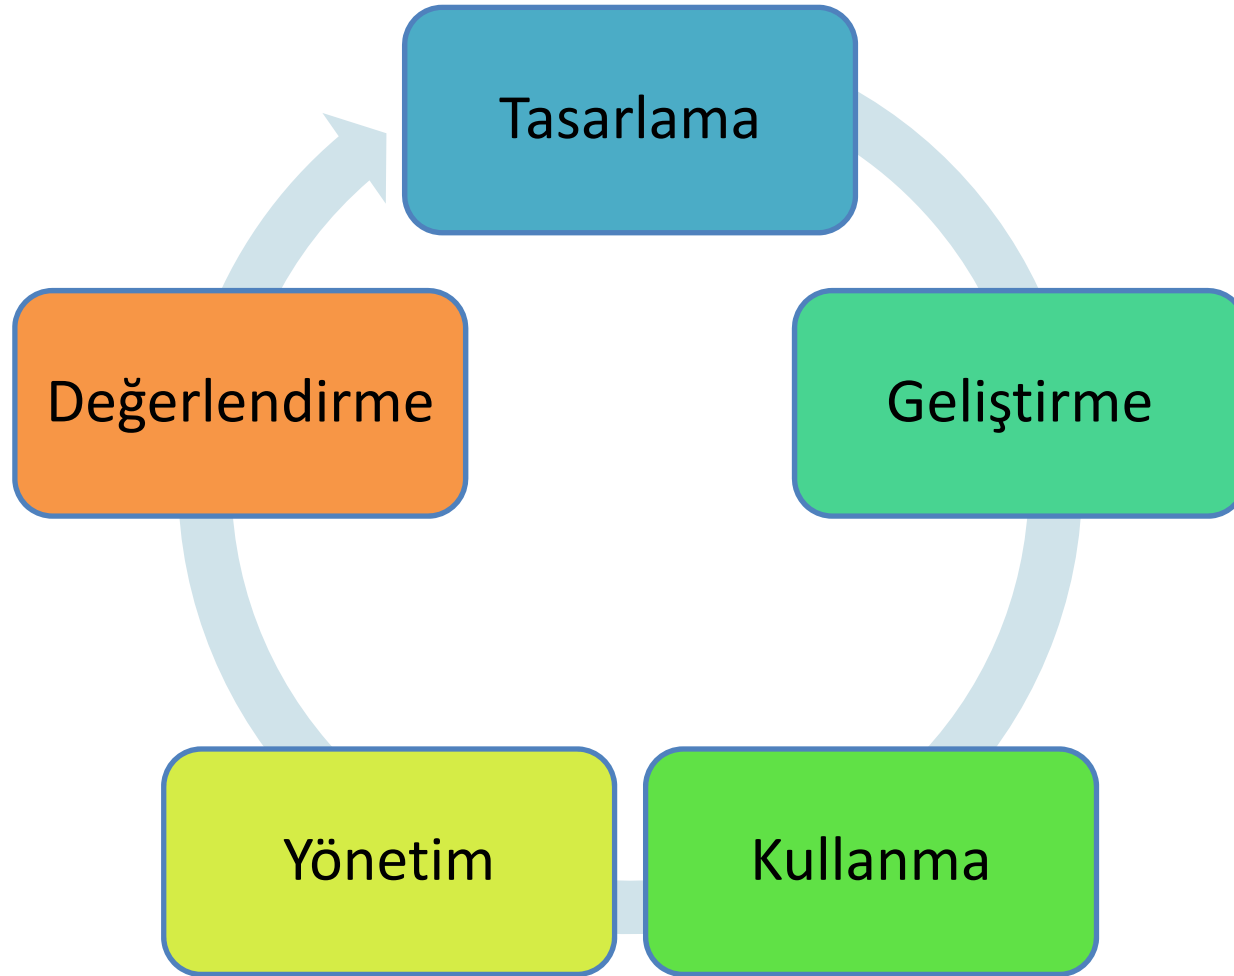 Tasarlama
Geliştirme
Kullanma
Yönetim
Değerlendirme